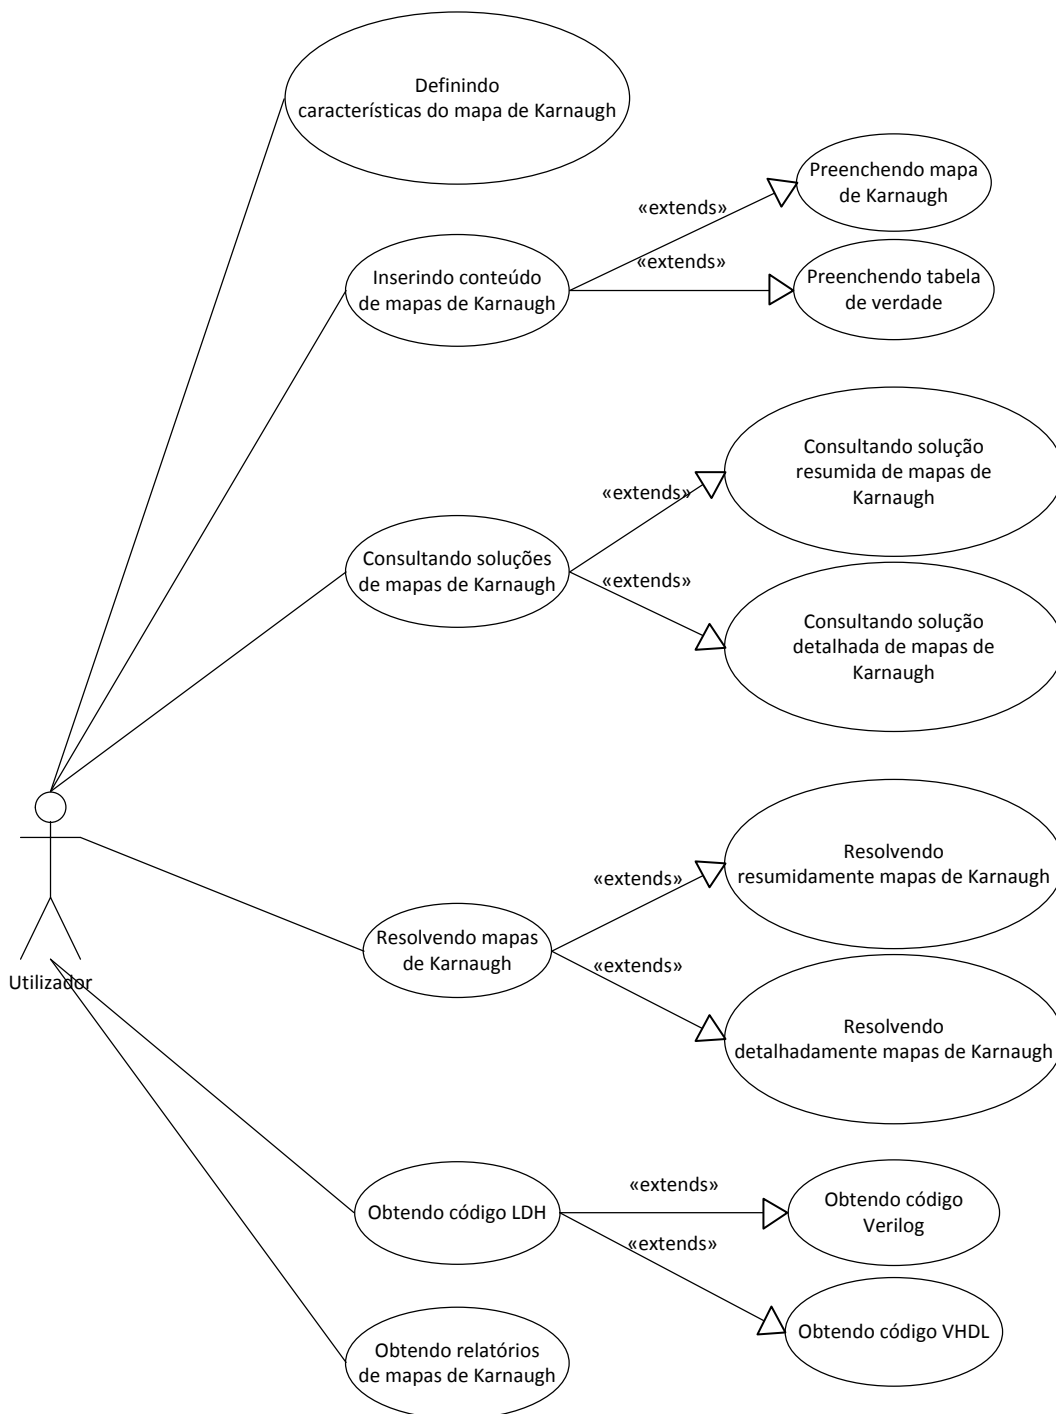 Definindo
características do mapa de Karnaugh
Preenchendo mapa
de Karnaugh
«extends»
Inserindo conteúdo
de mapas de Karnaugh
«extends»
Preenchendo tabela
de verdade
Consultando solução
resumida de mapas de
Karnaugh
«extends»
Consultando soluções
de mapas de Karnaugh
«extends»
Consultando solução
detalhada de mapas de
Karnaugh
Resolvendo
resumidamente mapas de Karnaugh
«extends»
Resolvendo mapas
de Karnaugh
«extends»
Utilizador
Resolvendo
detalhadamente mapas de Karnaugh
Obtendo código LDH
«extends»
Obtendo código
Verilog
«extends»
Obtendo código VHDL
Obtendo relatórios
de mapas de Karnaugh